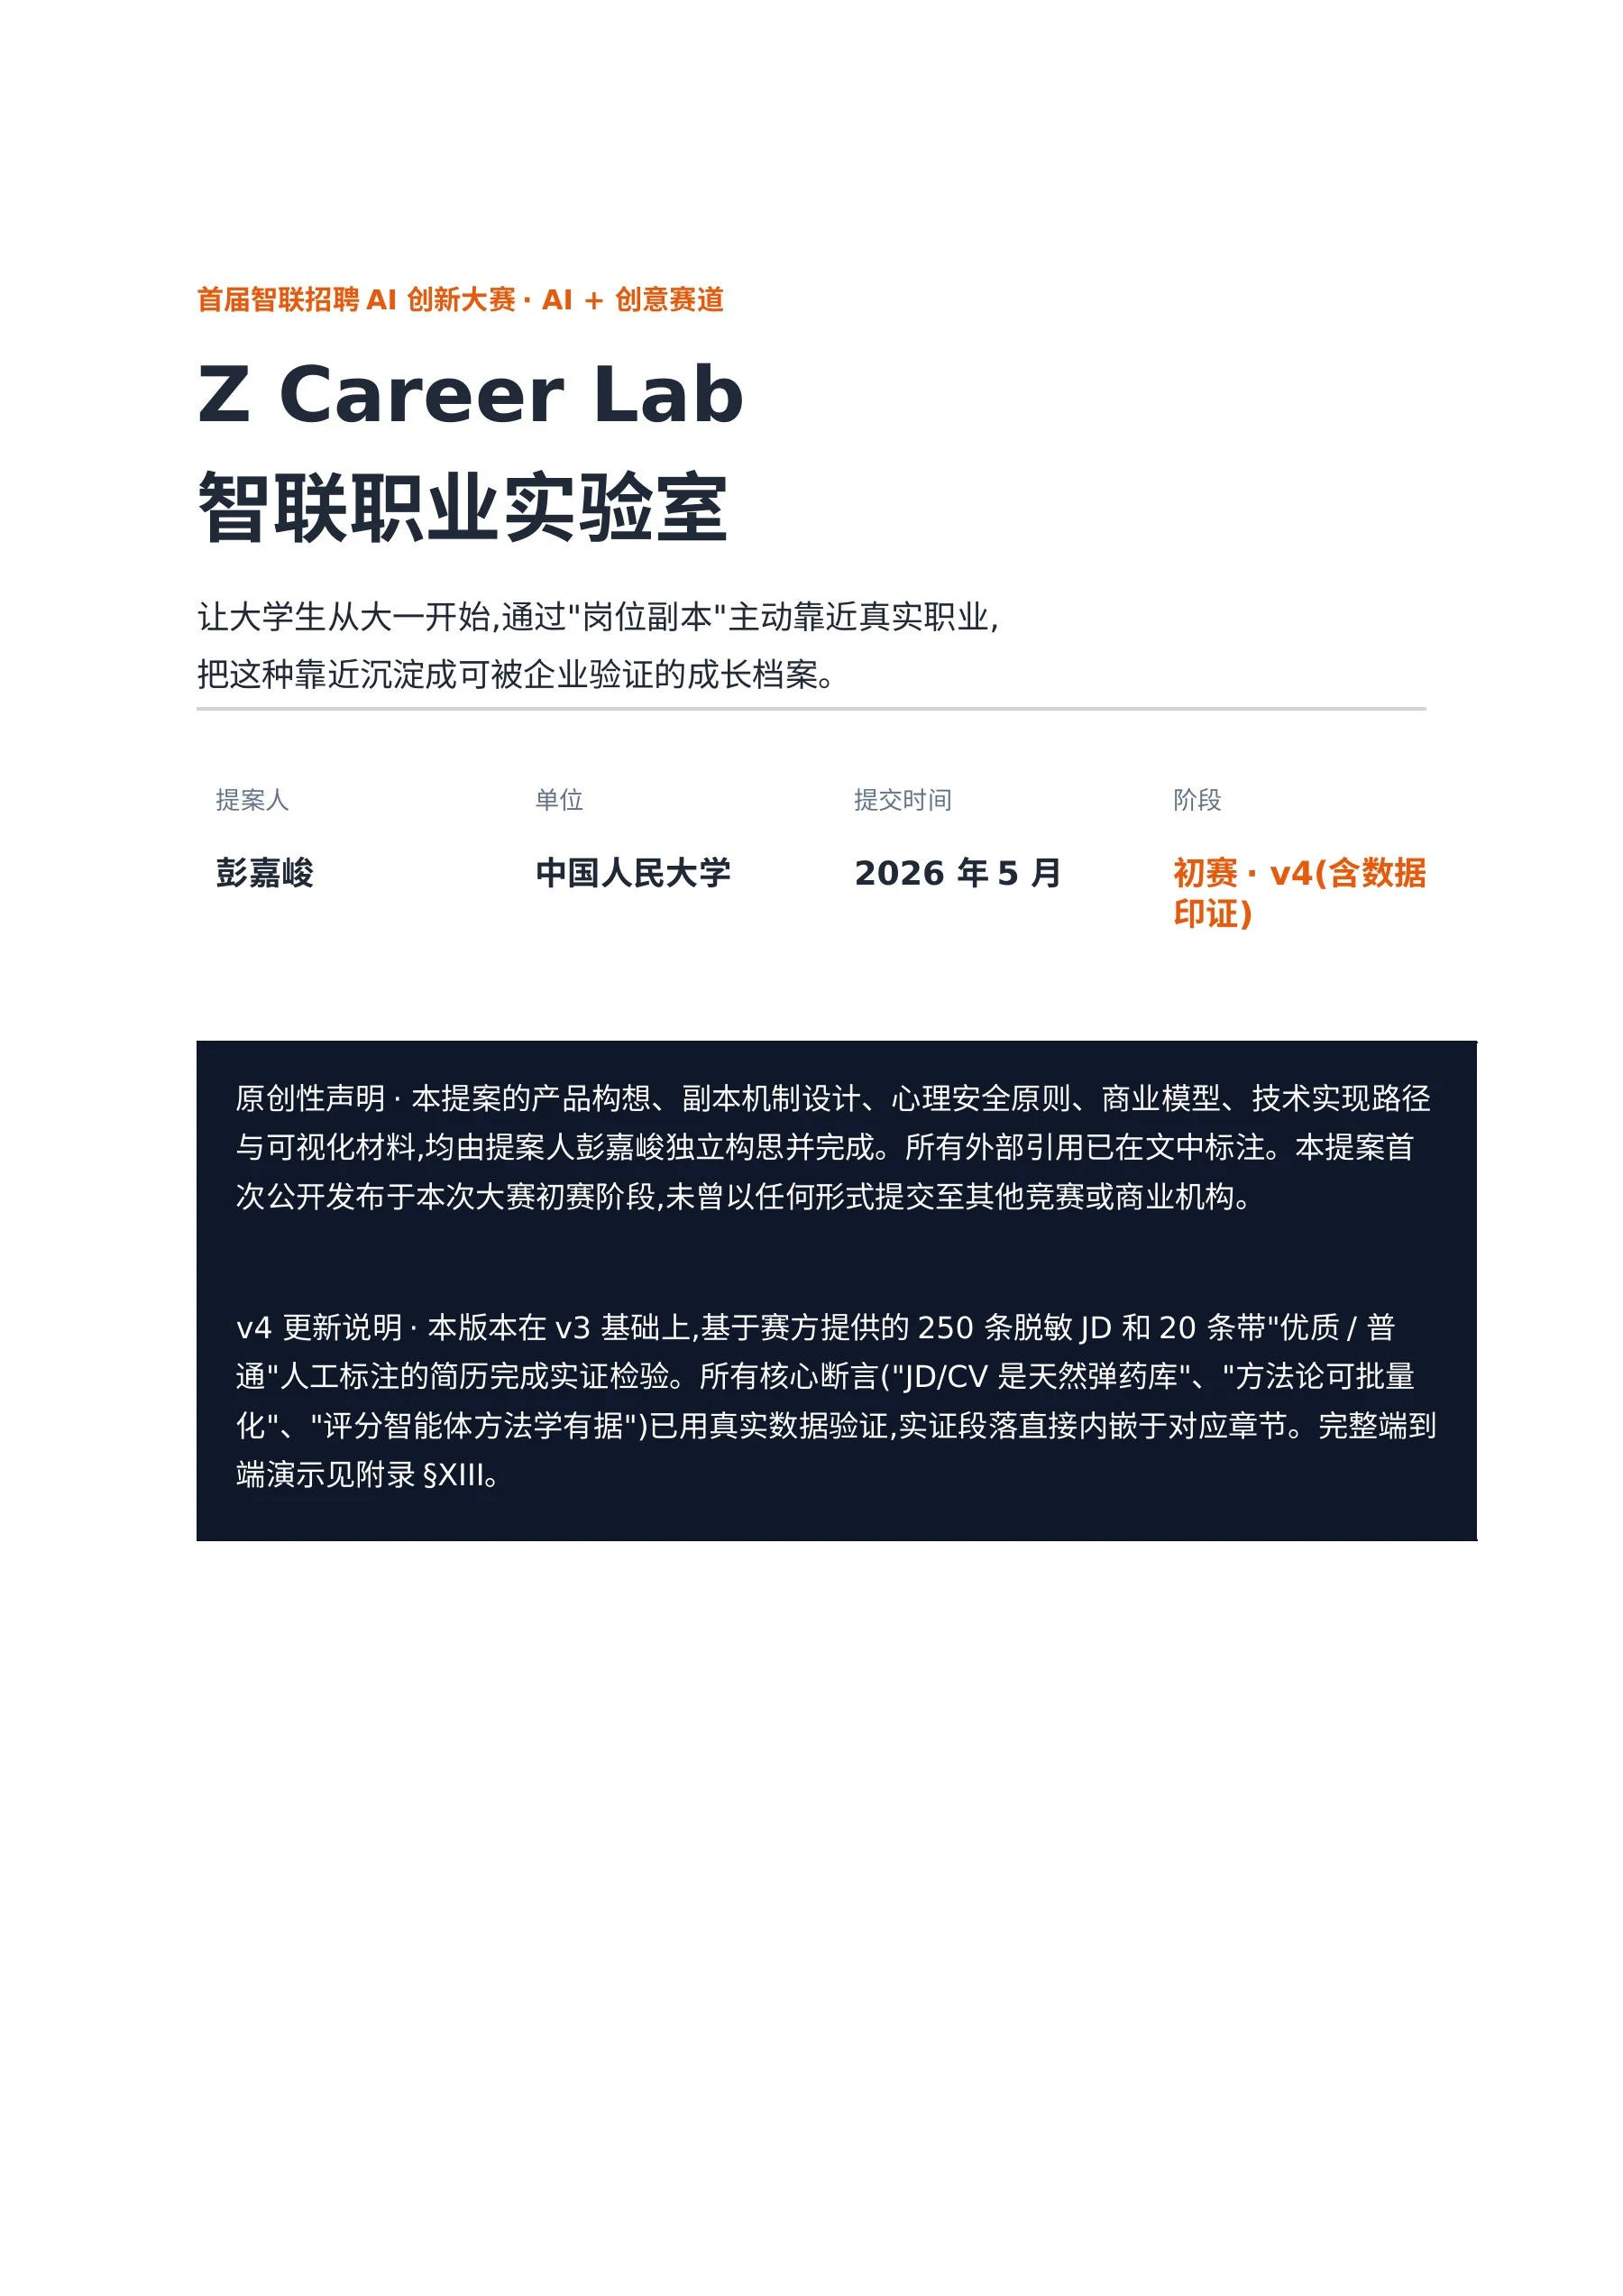 首届智联招聘 AI 创新大赛 · AI + 创意赛道
Z Career Lab
智联职业实验室
让大学生从大一开始,通过"岗位副本"主动靠近真实职业,
把这种靠近沉淀成可被企业验证的成长档案。
提案人
单位
提交时间
阶段
彭嘉峻
中国人民大学
2026 年 5 月
初赛 · v4(含数据
印证)
原创性声明 · 本提案的产品构想、副本机制设计、心理安全原则、商业模型、技术实现路径
与可视化材料,均由提案人彭嘉峻独立构思并完成。所有外部引用已在文中标注。本提案首
次公开发布于本次大赛初赛阶段,未曾以任何形式提交至其他竞赛或商业机构。
v4 更新说明 · 本版本在 v3 基础上,基于赛方提供的 250 条脱敏 JD 和 20 条带"优质 / 普
通"人工标注的简历完成实证检验。所有核心断言("JD/CV 是天然弹药库"、"方法论可批量
化"、"评分智能体方法学有据")已用真实数据验证,实证段落直接内嵌于对应章节。完整端到
端演示见附录 §XIII。